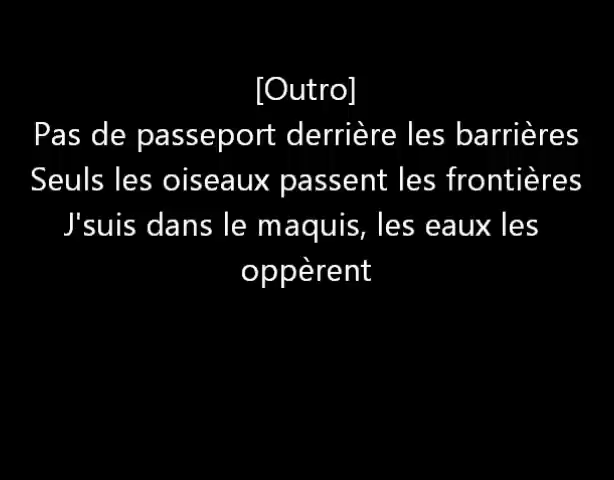 [Outro]
Pas de passeport derrière les barrières
Seuls les oiseaux passent les frontières
J'suis dans le maquis, les eaux les
oppèrent